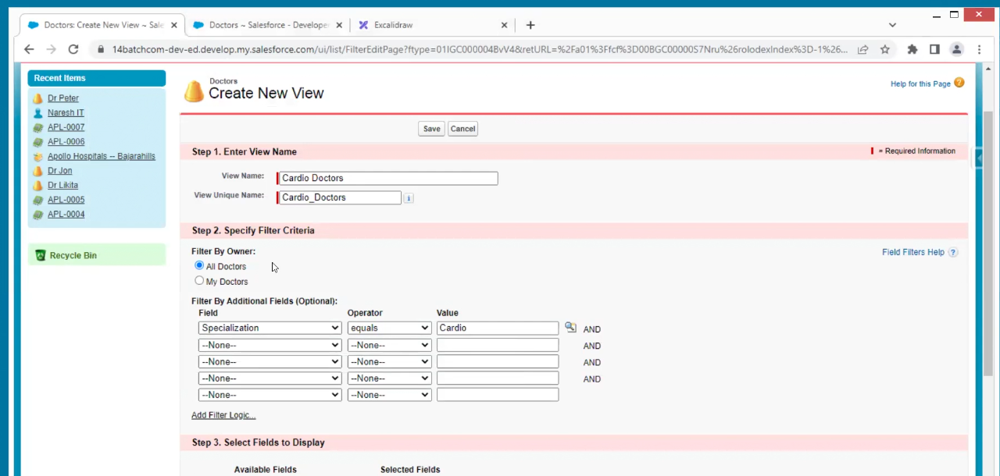 Doctors: Create New View ~ Sale
Doctors ~ Salesforce - Develope
Excalidraw
14batchcom-dev-ed.develop.my.salesforce.com/ui/list/FilterEditPage?ftype=01IGC000004BvV4&retURL=%2Fa01%3Ffcf%3D00BGC00000S7Nru%26rolodexIndex%3D-1%26...
Recent Items
Dr Peter
Naresh IT
APL-0007
APL-0006
Apollo Hospitals -- Bajarahills
Dr Jon
Dr Likita
APL-0005
APL-0004
Recycle Bin
Doctors
Create New View
Help for this Page ?
Save Cancel
Step 1. Enter View Name
= Required Information
View Name: Cardio Doctors
View Unique Name: Cardio_Doctors i
Step 2. Specify Filter Criteria
Filter By Owner:
Field Filters Help ?
All Doctors
My Doctors
Filter By Additional Fields (Optional):
Field Operator Value
Specialization equals Cardio AND
--None-- --None-- AND
--None-- --None-- AND
--None-- --None-- AND
--None-- --None--
Add Filter Logic...
Step 3. Select Fields to Display
Available Fields Selected Fields